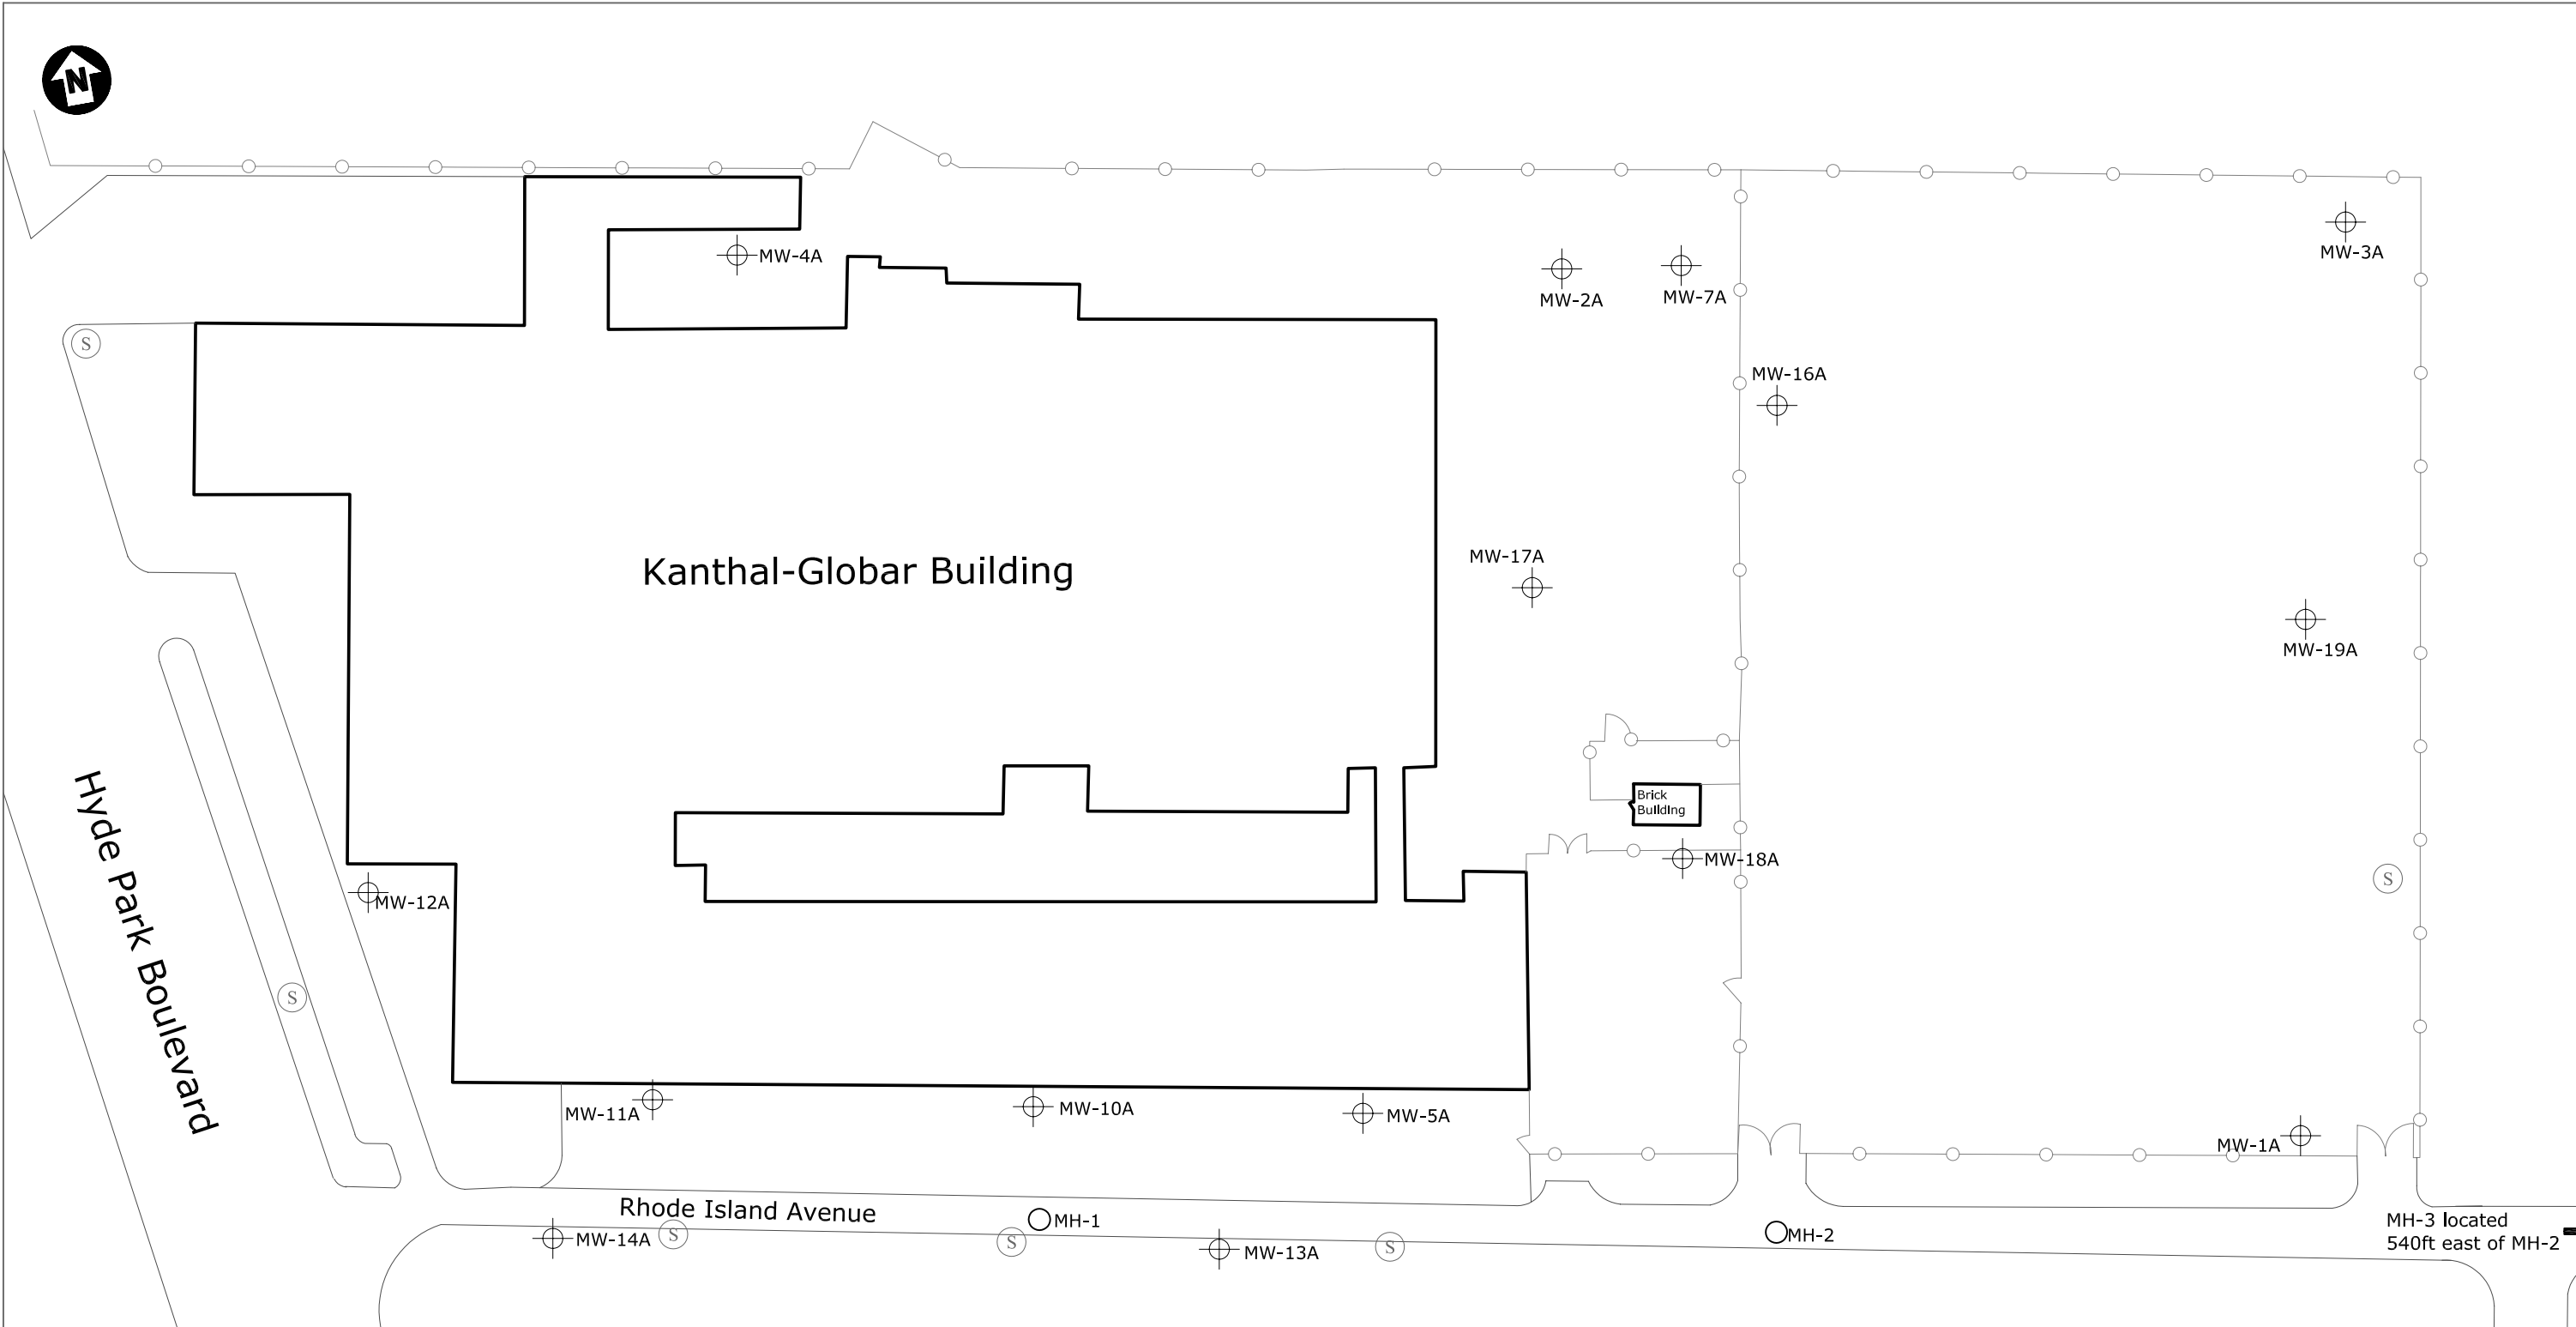 N
MW-4A
MW-2A
MW-7A
MW-3A
S
MW-16A
MW-17A
Kanthal-Globar Building
MW-19A
Hyde Park Boulevard
Brick
Building
MW-18A
S
MW-12A
S
MW-11A
MW-10A
MW-5A
MW-1A
Rhode Island Avenue
MH-1
MH-2
MH-3 located
540ft east of MH-2
MW-14A
S
S
MW-13A
S